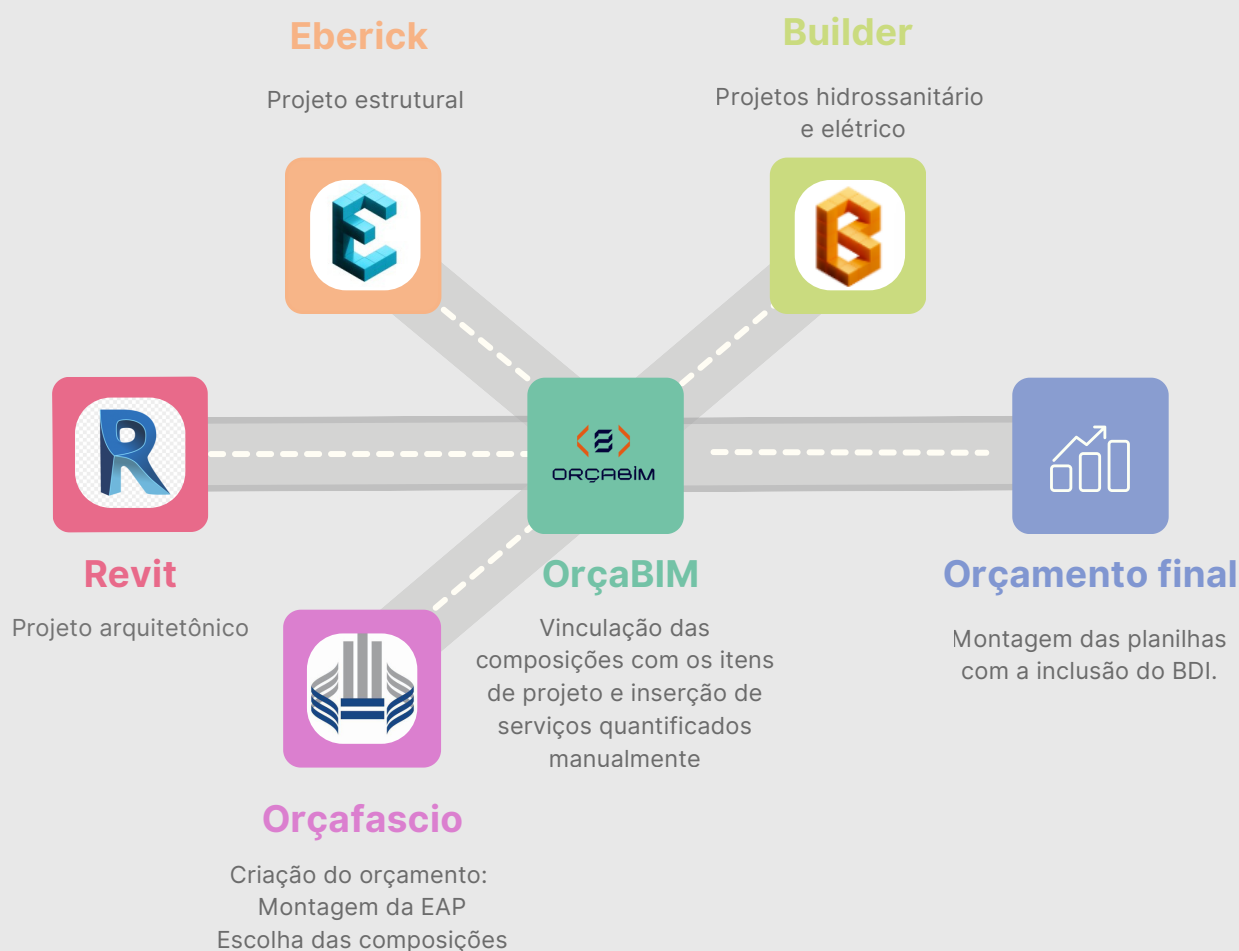 Eberick
Projeto estrutural
Builder
Projetos hidrossanitário
e elétrico
Revit
Projeto arquitetônico
ORÇABIM
OrçaBIM
Vinculação das
composições com os itens
de projeto e inserção de
serviços quantificados
manualmente
Orçamento final
Montagem das planilhas
com a inclusão do BDI.
Orçafascio
Criação do orçamento:
Montagem da EAP
Escolha das composições